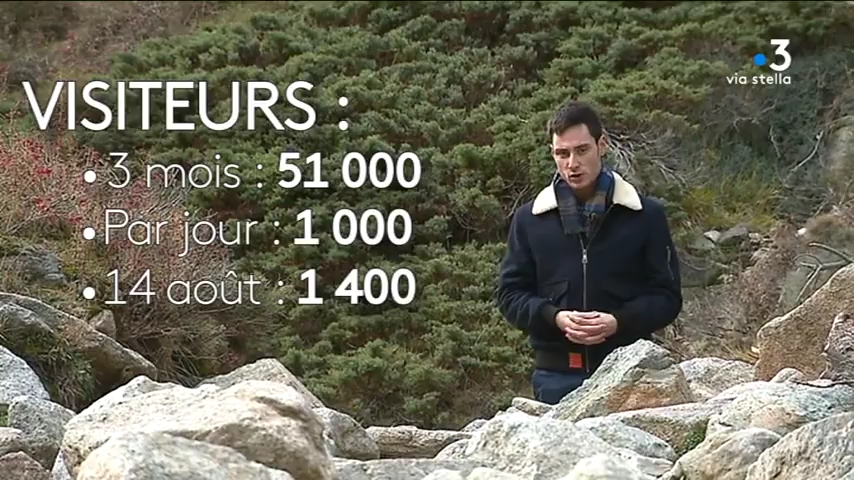 3
via stella
VISITEURS :
• 3 mois : 51 000
• Par jour : 1 000
• 14 août : 1 400